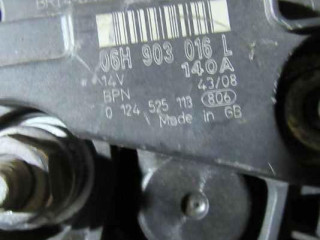 06H 903 016 L
140A
14V 43/08
BPN 806
0 124 525 113
Made in GB